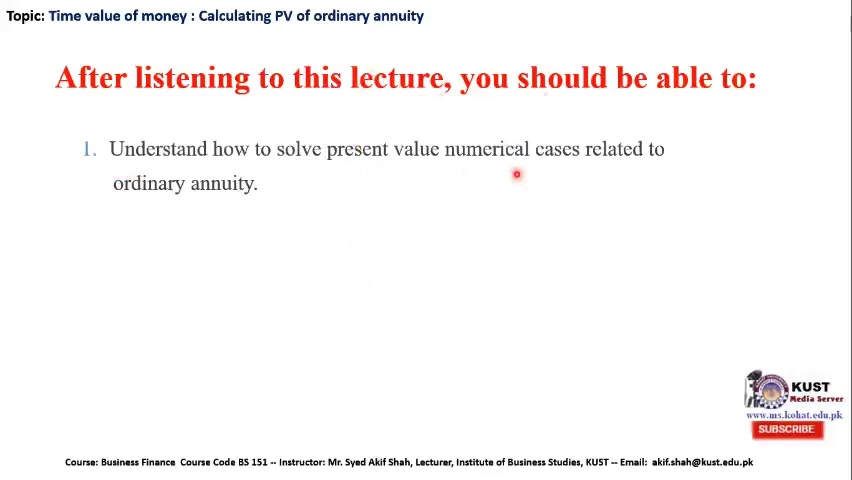 Topic: Time value of money : Calculating PV of ordinary annuity
After listening to this lecture, you should be able to:
1. Understand how to solve present value numerical cases related to
ordinary annuity.
KUST
Media Server
www.ms.kohat.edu.pk
SUBSCRIBE
Course: Business Finance Course Code BS 151 -- Instructor: Mr. Syed Akif Shah, Lecturer, Institute of Business Studies, KUST -- Email: akif.shah@kust.edu.pk